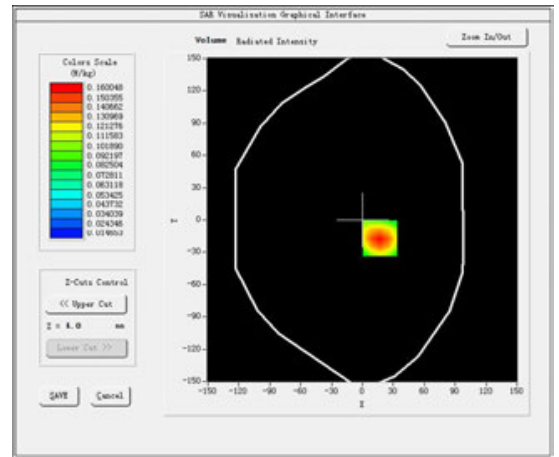 SAR Visualisation Graphical Interface
Volume Radiated Intensity
Zoom In/Out
Colors Scale
(W/kg)
0.160048
0.150355
0.140662
0.130969
0.121276
0.111583
0.101890
0.092197
0.082504
0.072811
0.063118
0.053425
0.043732
0.034039
0.024346
0.014653
150
120
90
60
30
0
-30
-60
-90
-120
-150
Y
-150 -120 -90 -60 -30 0 30 60 90 120 150
X
Z-Cuts Control
<< Upper Cut
Z = 4.0 mm
Lower Cut >>
SAVE Cancel